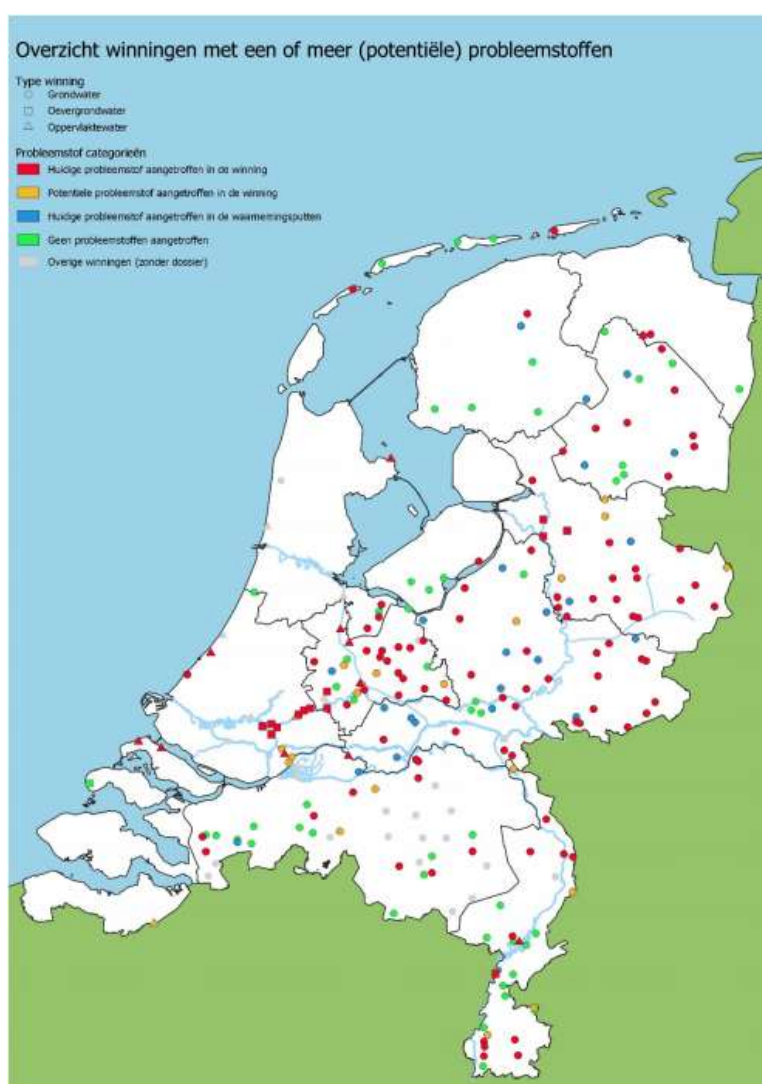 Overzicht winningen met een of meer (potentiële) probleemstoffen
Type winning
Grondwater
Oevergrondwater
Oppervlaktewater
Probleemstof categorieën
Huidige probleemstof aangetroffen in de winning
Potentiele probleemstof aangetroffen in de winning
Huidige probleemstof aangetroffen in de waarnemingsputten
Geen probleemstoffen aangetroffen
Overige winningen (zonder dossier)